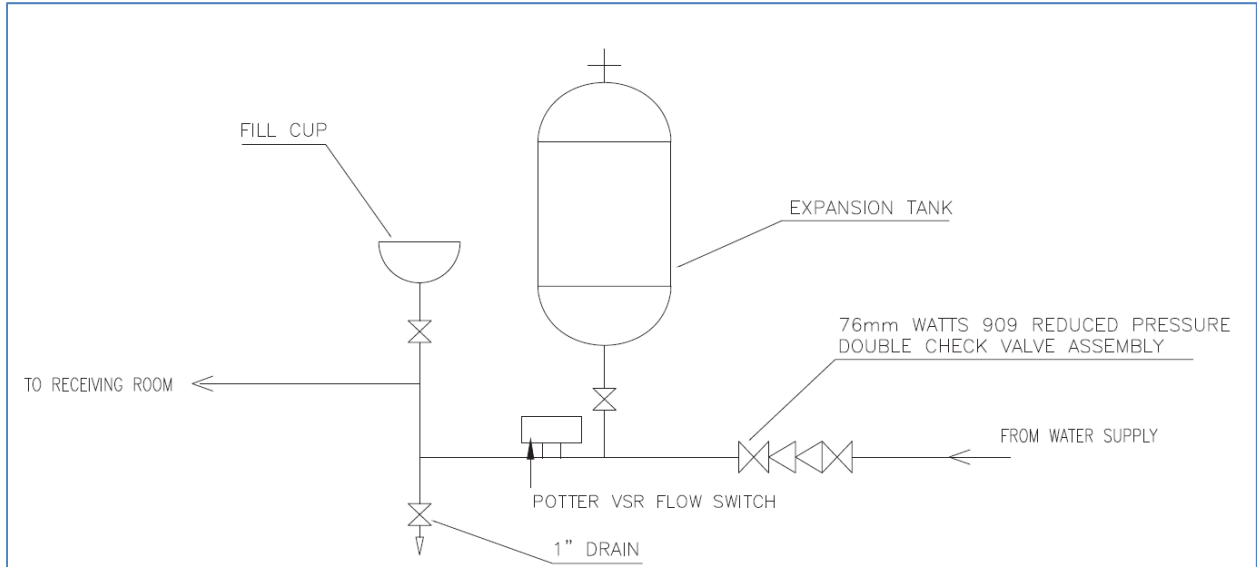 FILL CUP
EXPANSION TANK
76mm WATTS 909 REDUCED PRESSURE
DOUBLE CHECK VALVE ASSEMBLY
TO RECEIVING ROOM
FROM WATER SUPPLY
POTTER VSR FLOW SWITCH
1" DRAIN